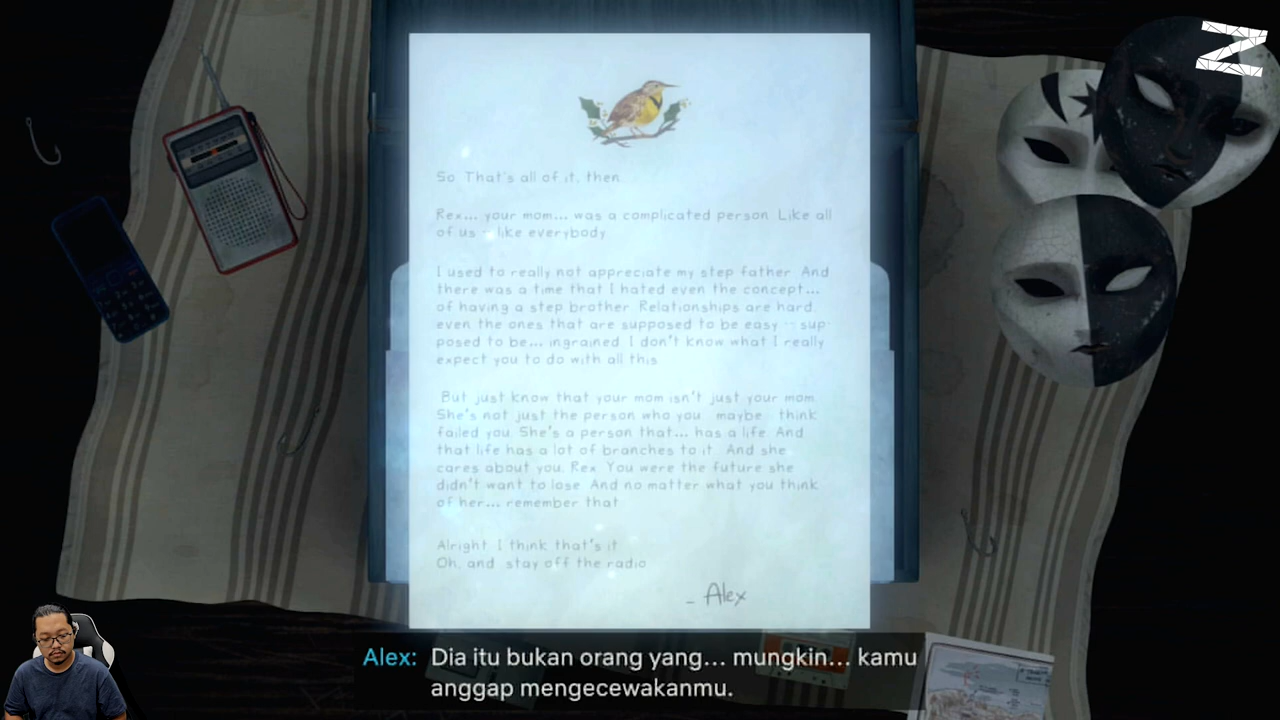 So. That's all of it, then.
Rex... your mom... was a complicated person. Like all
of us -- like everybody.
I used to really not appreciate my step father. And
there was a time that I hated even the concept...
of having a step brother. Relationships are hard,
even the ones that are supposed to be easy -- sup-
posed to be... ingrained. I don't know what I really
expect you to do with all this.
But just know that your mom isn't just your mom.
She's not just the person who you, maybe, think
failed you. She's a person that... has a life. And
that life has a lot of branches to it. And she
cares about you, Rex. You were the future she
didn't want to lose. And no matter what you think
of her... remember that.
Alright. I think that's it.
Oh, and, stay off the radio.
– Alex
Alex: Dia itu bukan orang yang... mungkin... kamu
anggap mengecewakanmu.